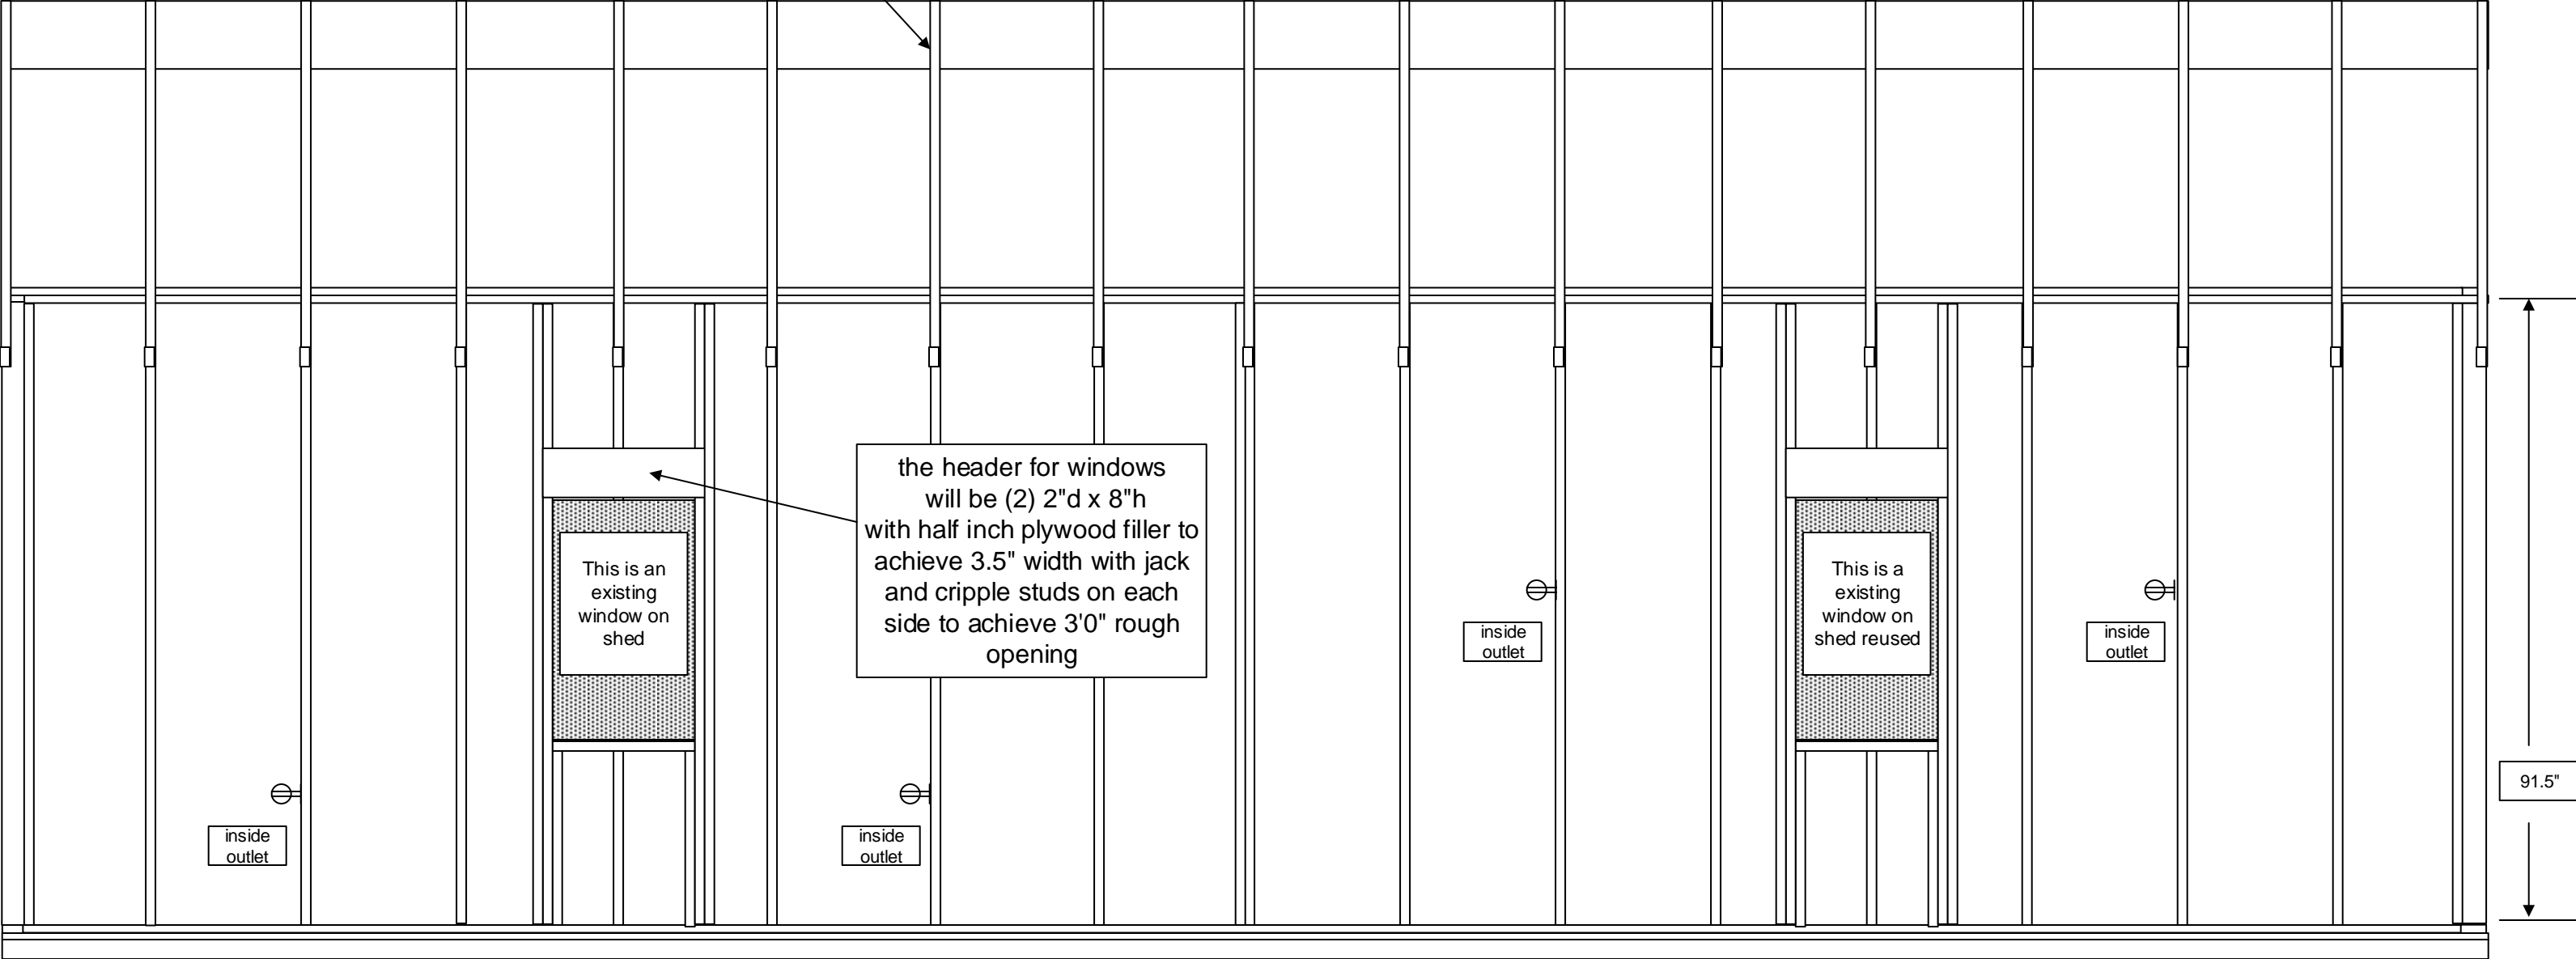 the header for windows
will be (2) 2"d x 8"h
with half inch plywood filler to
achieve 3.5" width with jack
and cripple studs on each
side to achieve 3'0" rough
opening
This is an
existing
window on
shed
This is a
existing
window on
shed reused
inside
outlet
inside
outlet
91.5"
inside
outlet
inside
outlet